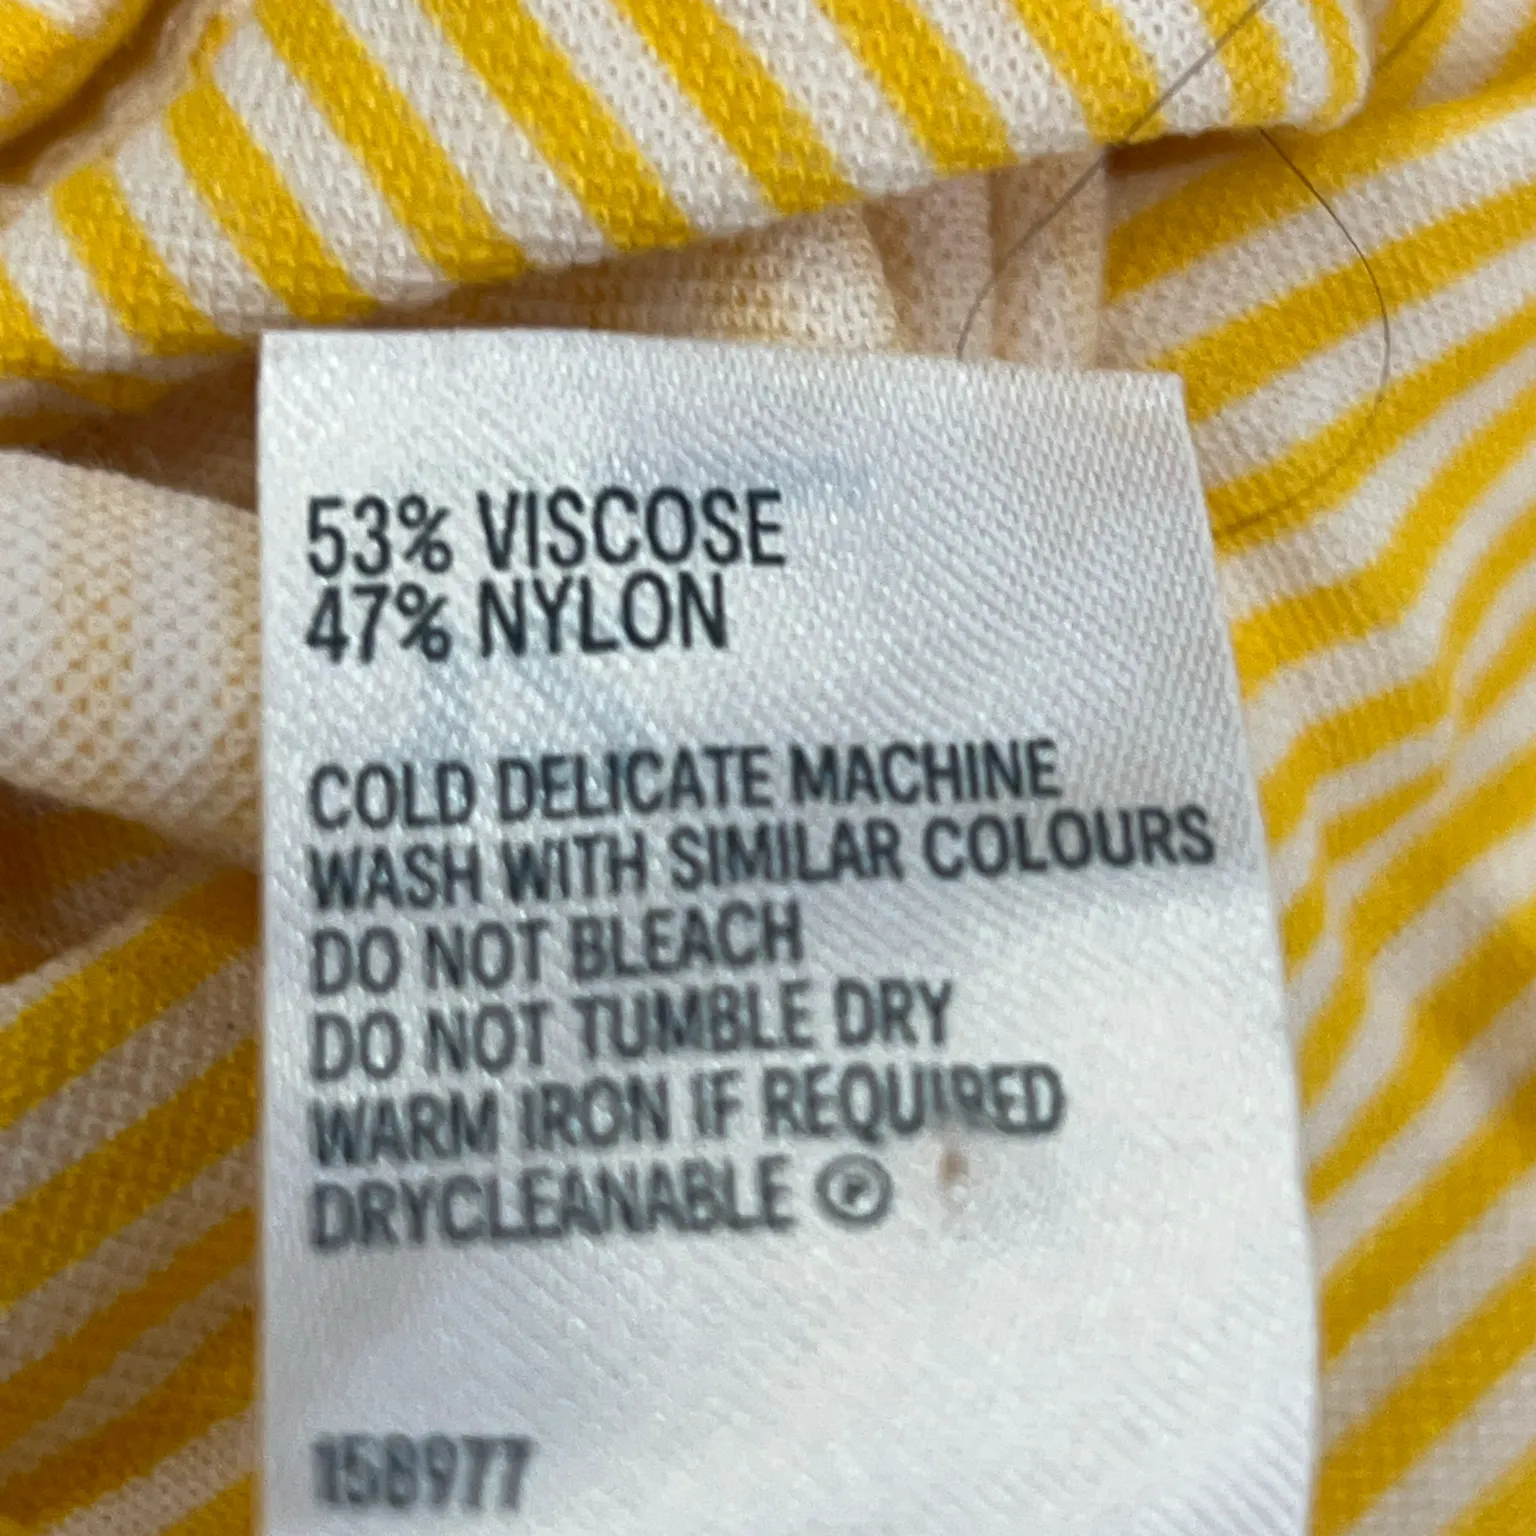 53% VISCOSE
47% NYLON
COLD DELICATE MACHINE
WASH WITH SIMILAR COLOURS
DO NOT BLEACH
DO NOT TUMBLE DRY
WARM IRON IF REQUIRED
DRYCLEANABLE Ⓟ
158977